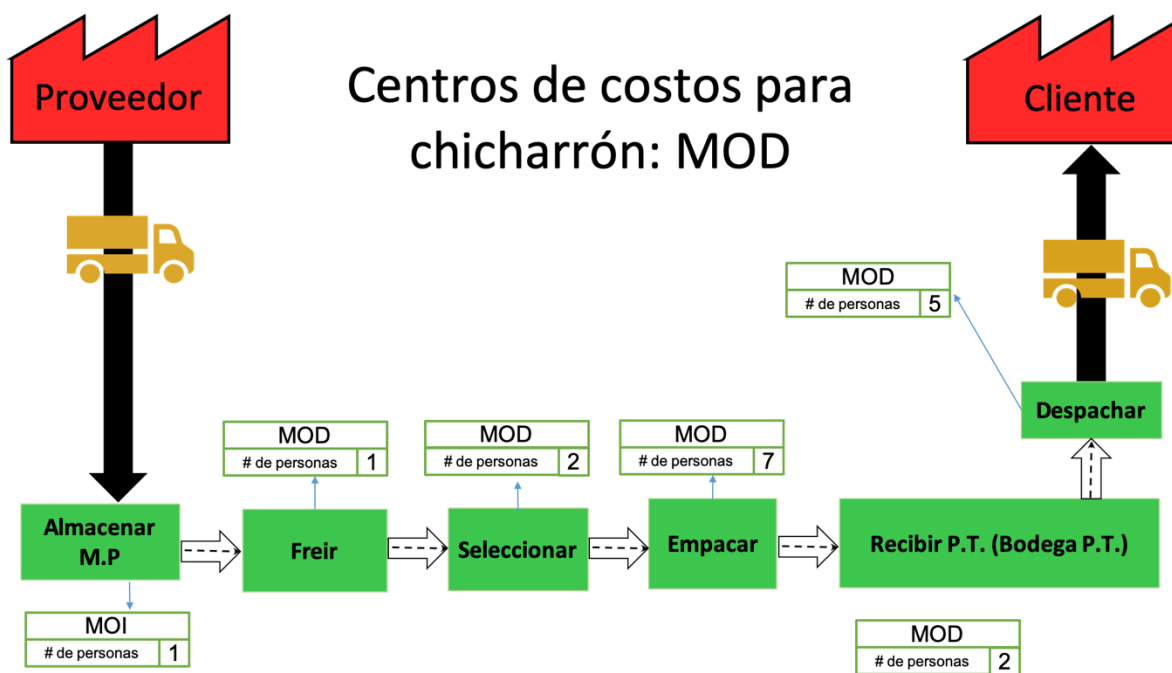 Proveedor
Centros de costos para
chicharrón: MOD
Cliente
MOD
# de personas 5
Despachar
MOD
# de personas 1
MOD
# de personas 2
MOD
# de personas 7
Almacenar
M.P
Freir
Seleccionar
Empacar
Recibir P.T. (Bodega P.T.)
MOI
# de personas 1
MOD
# de personas 2